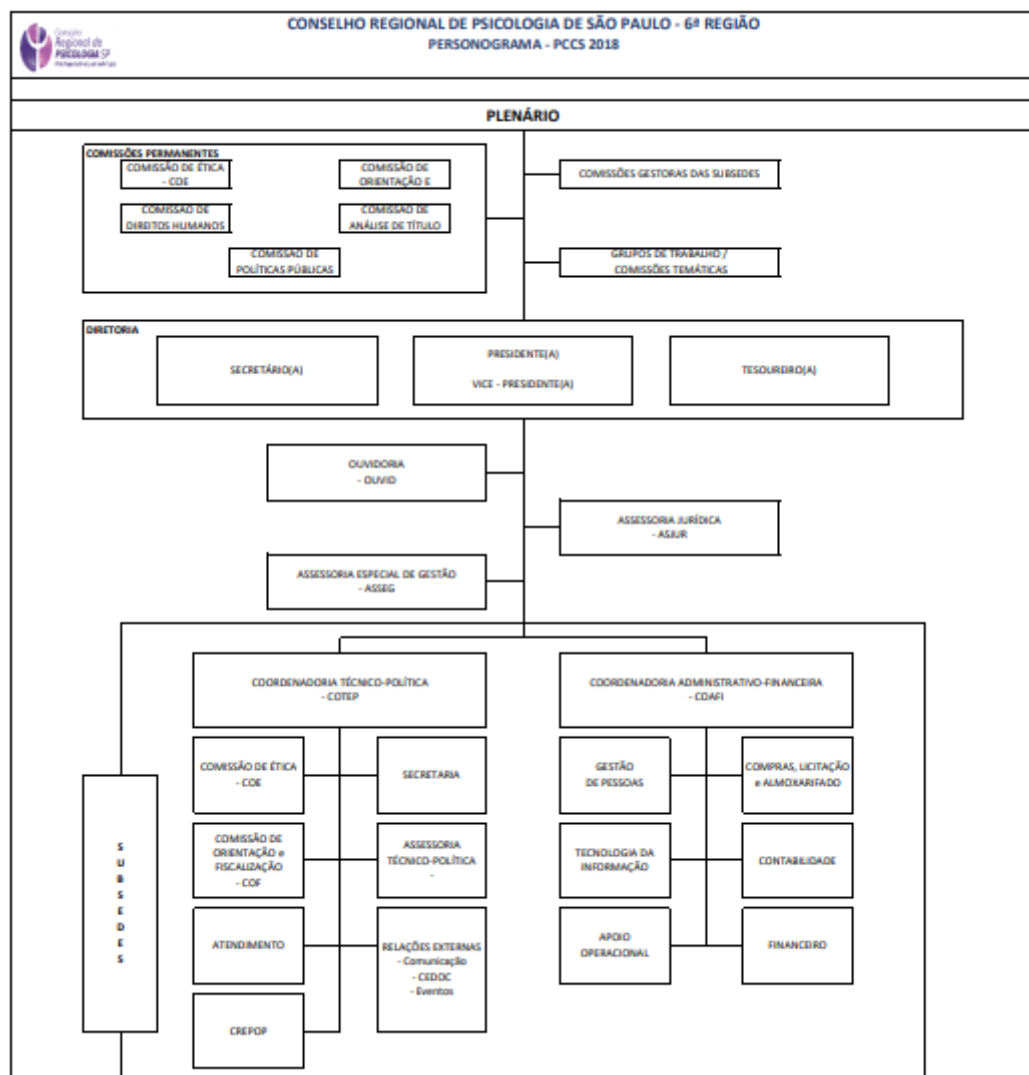 Conselho
Regional de
PSICOLOGIA SP
CONSELHO REGIONAL DE PSICOLOGIA DE SÃO PAULO - 6ª REGIÃO
PERSONOGRAMA - PCCS 2018
PLENÁRIO
COMISSÕES PERMANENTES
COMISSÃO DE ÉTICA
- COE
COMISSÃO DE
ORIENTAÇÃO E
COMISSÃO DE
DIREITOS HUMANOS
COMISSÃO DE
ANÁLISE DE TÍTULO
COMISSÃO DE
POLÍTICAS PÚBLICAS
COMISSÕES GESTORAS DAS SUBSEDES
GRUPOS DE TRABALHO /
COMISSÕES TEMÁTICAS
DIRETORIA
SECRETÁRIO(A)
PRESIDENTE(A)
VICE - PRESIDENTE(A)
TESOUREIRO(A)
OUVIDORIA
- OUVID
ASSESSORIA JURÍDICA
- ASJUR
ASSESSORIA ESPECIAL DE GESTÃO
- ASSEG
COORDENADORIA TÉCNICO-POLÍTICA
- COTEP
COORDENADORIA ADMINISTRATIVO-FINANCEIRA
- COAFI
COMISSÃO DE ÉTICA
- COE
SECRETARIA
GESTÃO
DE PESSOAS
COMPRAS, LICITAÇÃO
e ALMOXARIFADO
COMISSÃO DE
ORIENTAÇÃO e
FISCALIZAÇÃO
- COF
ASSESSORIA
TÉCNICO-POLÍTICA
-
TECNOLOGIA DA
INFORMAÇÃO
CONTABILIDADE
ATENDIMENTO
RELAÇÕES EXTERNAS
- Comunicação
- CEDOC
- Eventos
APOIO
OPERACIONAL
FINANCEIRO
CREPOP
S
U
B
S
E
D
E
S